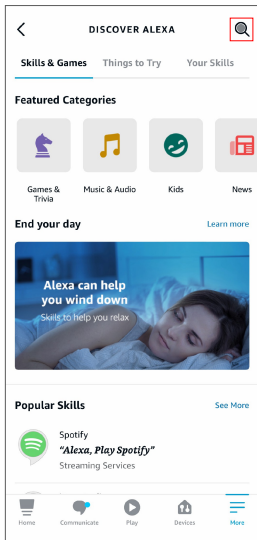 DISCOVER ALEXA
Skills & Games
Things to Try
Your Skills
Featured Categories
Games &
Trivia
Music & Audio
Kids
News
End your day
Learn more
Alexa can help
you wind down
Skills to help you relax
Popular Skills
See More
Spotify
“Alexa, Play Spotify”
Streaming Services
Home
Communicate
Play
Devices
More